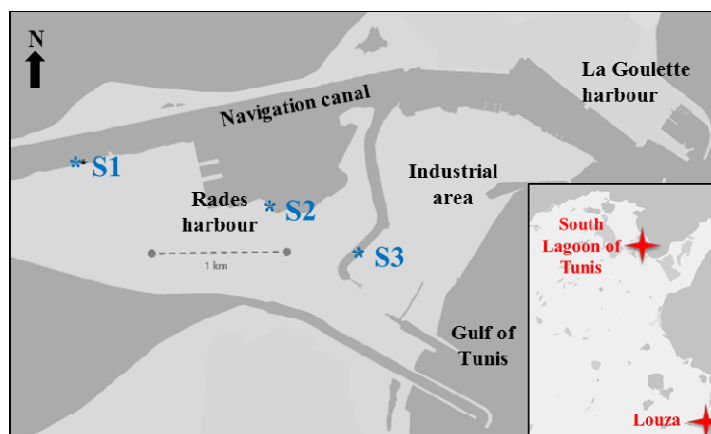 N
La Goulette
harbour
Navigation canal
* S1
Industrial
area
Rades
harbour
* S2
* S3
1 km
South
Lagoon of
Tunis
Gulf of
Tunis
Louza